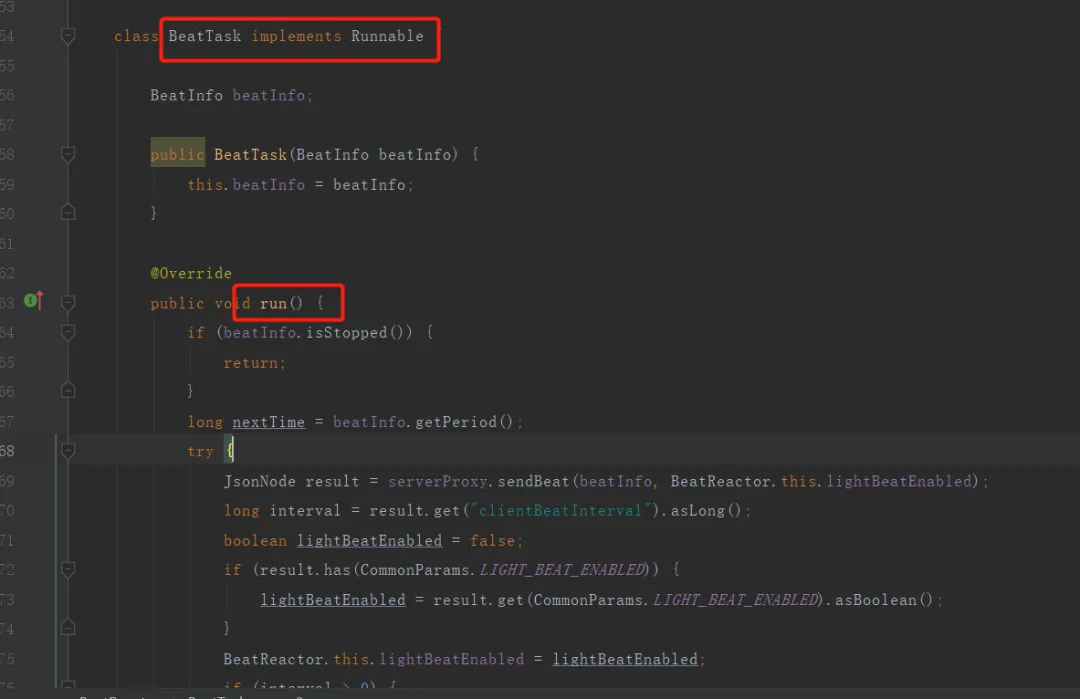 53
54 class BeatTask implements Runnable
55
56 BeatInfo beatInfo;
57
58 public BeatTask(BeatInfo beatInfo) {
59 this.beatInfo = beatInfo;
60 }
61
62 @Override
63 public void run() {
64 if (beatInfo.isStopped()) {
65 return;
66 }
67 long nextTime = beatInfo.getPeriod();
68 try {
69 JsonNode result = serverProxy.sendBeat(beatInfo, BeatReactor.this.lightBeatEnabled);
70 long interval = result.get("clientBeatInterval").asLong();
71 boolean lightBeatEnabled = false;
72 if (result.has(CommonParams.LIGHT_BEAT_ENABLED)) {
73 lightBeatEnabled = result.get(CommonParams.LIGHT_BEAT_ENABLED).asBoolean();
74 }
75 BeatReactor.this.lightBeatEnabled = lightBeatEnabled;
76 if (interval > 0) {